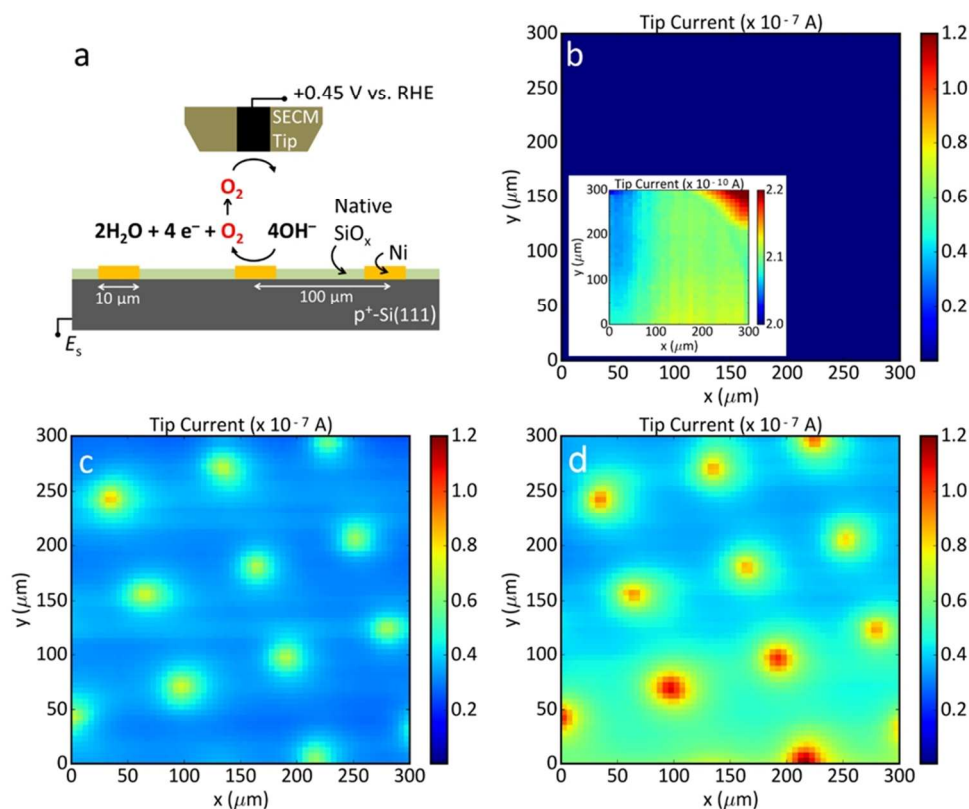 a
+0.45 V vs. RHE
SECM
Tip
O₂
2H₂O + 4 e⁻ + O₂ 4OH⁻
Native
SiOₓ
Ni
10 μm
100 μm
p⁺-Si(111)
Eₛ
Tip Current (x 10⁻⁷ A)
b
300
250
200
150
100
50
0
y (μm)
0 50 100 150 200 250 300
x (μm)
1.2
1.0
0.8
0.6
0.4
0.2
Tip Current (x 10⁻¹⁰ A)
300
200
100
0
y (μm)
0 100 200 300
x (μm)
2.2
2.1
2.0
Tip Current (x 10⁻⁷ A)
c
300
250
200
150
100
50
0
y (μm)
0 50 100 150 200 250 300
x (μm)
1.2
1.0
0.8
0.6
0.4
0.2
Tip Current (x 10⁻⁷ A)
d
300
250
200
150
100
50
0
y (μm)
0 50 100 150 200 250 300
x (μm)
1.2
1.0
0.8
0.6
0.4
0.2